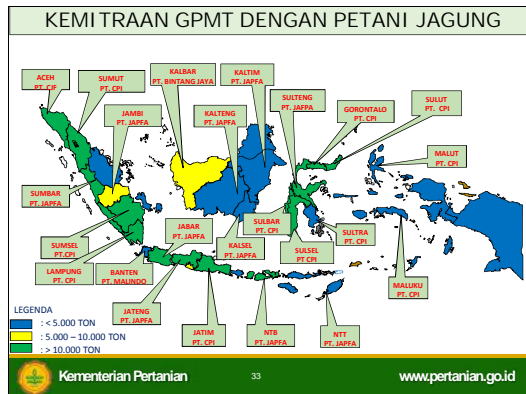 KEMITRAAN GPMT DENGAN PETANI JAGUNG
ACEH
PT. CIF
SUMUT
PT. CPI
KALBAR
PT. BINTANG JAYA
KALTIM
PT. JAPFA
SULTENG
PT. JAFPA
GORONTALO
PT. CPI
SULUT
PT. CPI
JAMBI
PT. JAPFA
KALTENG
PT. JAPFA
MALUT
PT. CPI
SUMBAR
PT. JAPFA
SUMSEL
PT.CPI
LAMPUNG
PT. CPI
BANTEN
PT. MALINDO
JABAR
PT. JAPFA
KALSEL
PT. JAPFA
SULBAR
PT. CPI
SULSEL
PT CPI
SULTRA
PT. CPI
MALUKU
PT. CPI
JATENG
PT. JAPFA
JATIM
PT. CPI
NTB
PT. JAPFA
NTT
PT. JAPFA
LEGENDA
: < 5.000 TON
: 5.000 – 10.000 TON
: > 10.000 TON
Kementerian Pertanian
33
www.pertanian.go.id